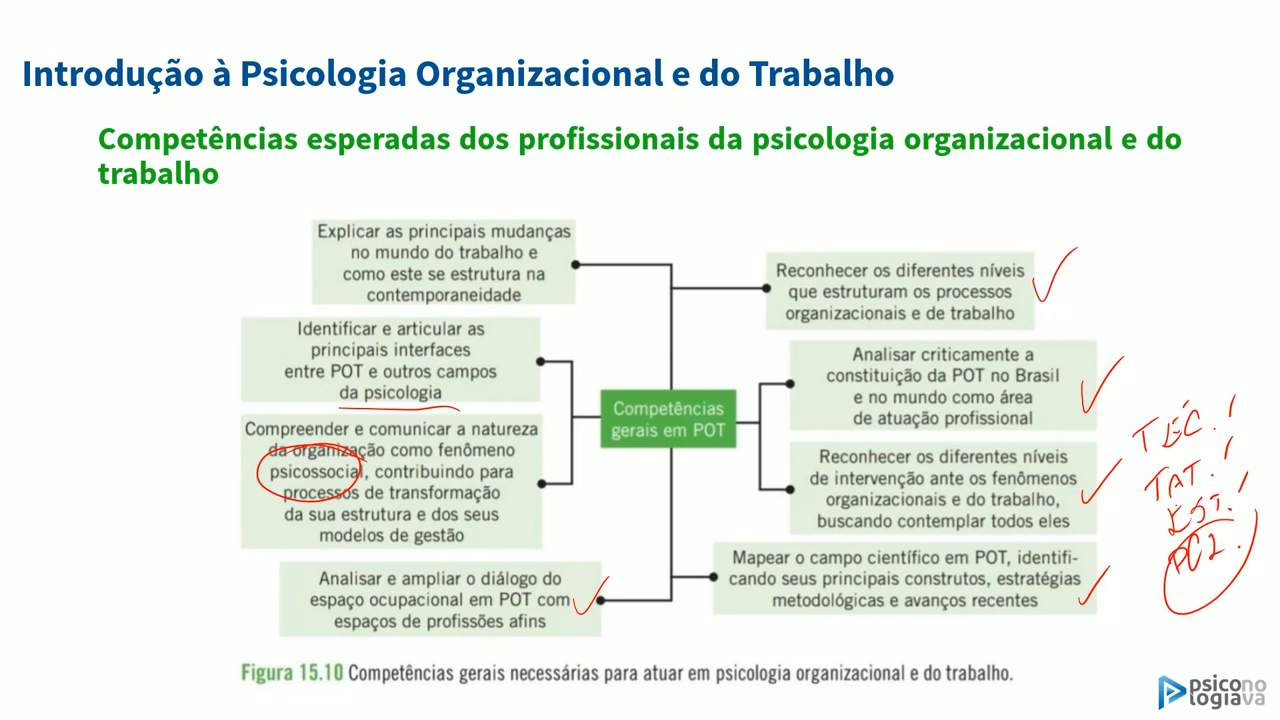 Introdução à Psicologia Organizacional e do Trabalho
Competências esperadas dos profissionais da psicologia organizacional e do
trabalho
Explicar as principais mudanças
no mundo do trabalho e
como este se estrutura na
contemporaneidade
Identificar e articular as
principais interfaces
entre POT e outros campos
da psicologia
Compreender e comunicar a natureza
da organização como fenômeno
psicossocial, contribuindo para
processos de transformação
da sua estrutura e dos seus
modelos de gestão
Analisar e ampliar o diálogo do
espaço ocupacional em POT com
espaços de profissões afins
Competências
gerais em POT
Reconhecer os diferentes níveis
que estruturam os processos
organizacionais e de trabalho
Analisar criticamente a
constituição da POT no Brasil
e no mundo como área
de atuação profissional
Reconhecer os diferentes níveis
de intervenção ante os fenômenos
organizacionais e do trabalho,
buscando contemplar todos eles
Mapear o campo científico em POT, identifi-
cando seus principais construtos, estratégias
metodológicas e avanços recentes
TÉC. !
TAT. !
EST. !
Figura 15.10 Competências gerais necessárias para atuar em psicologia organizacional e do trabalho.
psicono
logiava